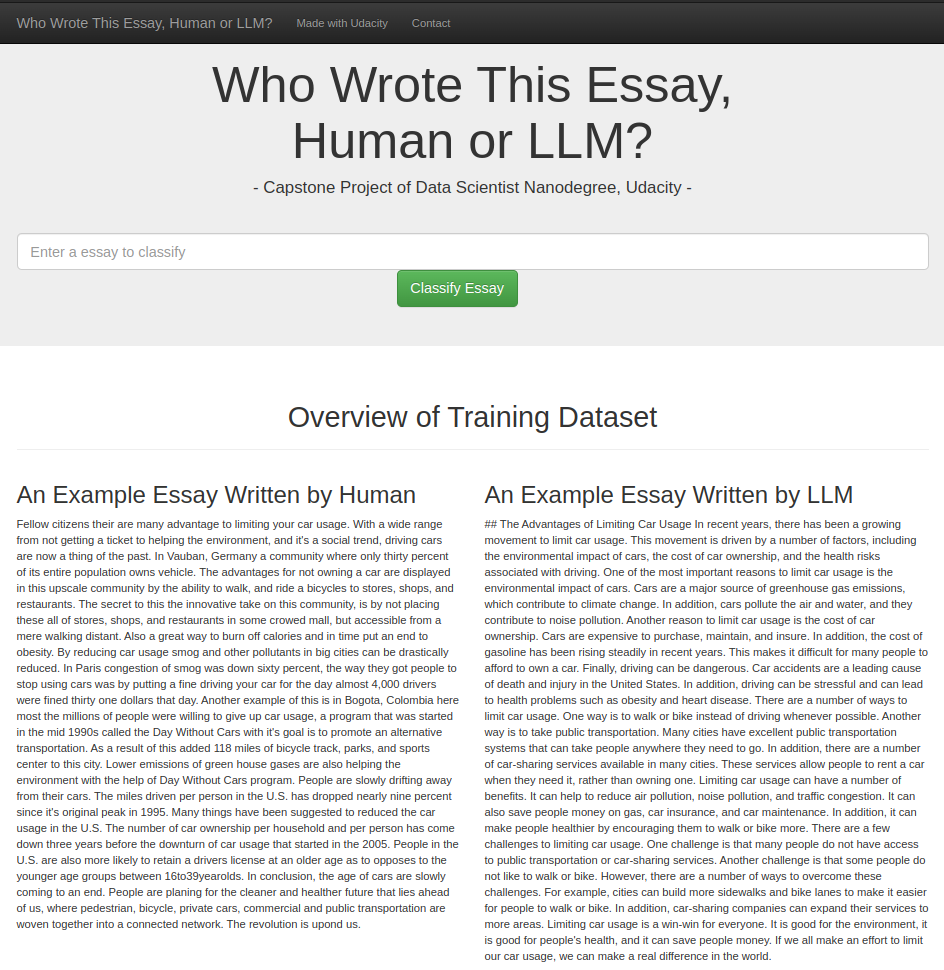 Who Wrote This Essay, Human or LLM? Made with Udacity Contact
Who Wrote This Essay,
Human or LLM?
- Capstone Project of Data Scientist Nanodegree, Udacity -
Enter a essay to classify
Classify Essay
Overview of Training Dataset
An Example Essay Written by Human
Fellow citizens their are many advantage to limiting your car usage. With a wide range
from not getting a ticket to helping the environment, and it's a social trend, driving cars
are now a thing of the past. In Vauban, Germany a community where only thirty percent
of its entire population owns vehicle. The advantages for not owning a car are displayed
in this upscale community by the ability to walk, and ride a bicycles to stores, shops, and
restaurants. The secret to this the innovative take on this community, is by not placing
these all of stores, shops, and restaurants in some crowed mall, but accessible from a
mere walking distant. Also a great way to burn off calories and in time put an end to
obesity. By reducing car usage smog and other pollutants in big cities can be drastically
reduced. In Paris congestion of smog was down sixty percent, the way they got people to
stop using cars was by putting a fine driving your car for the day almost 4,000 drivers
were fined thirty one dollars that day. Another example of this is in Bogota, Colombia here
most the millions of people were willing to give up car usage, a program that was started
in the mid 1990s called the Day Without Cars with it's goal is to promote an alternative
transportation. As a result of this added 118 miles of bicycle track, parks, and sports
center to this city. Lower emissions of green house gases are also helping the
environment with the help of Day Without Cars program. People are slowly drifting away
from their cars. The miles driven per person in the U.S. has dropped nearly nine percent
since it's original peak in 1995. Many things have been suggested to reduced the car
usage in the U.S. The number of car ownership per household and per person has come
down three years before the downturn of car usage that started in the 2005. People in the
U.S. are also more likely to retain a drivers license at an older age as to opposes to the
younger age groups between 16to39yearolds. In conclusion, the age of cars are slowly
coming to an end. People are planing for the cleaner and healther future that lies ahead
of us, where pedestrian, bicycle, private cars, commercial and public transportation are
woven together into a connected network. The revolution is upond us.
An Example Essay Written by LLM
## The Advantages of Limiting Car Usage In recent years, there has been a growing
movement to limit car usage. This movement is driven by a number of factors, including
the environmental impact of cars, the cost of car ownership, and the health risks
associated with driving. One of the most important reasons to limit car usage is the
environmental impact of cars. Cars are a major source of greenhouse gas emissions,
which contribute to climate change. In addition, cars pollute the air and water, and they
contribute to noise pollution. Another reason to limit car usage is the cost of car
ownership. Cars are expensive to purchase, maintain, and insure. In addition, the cost of
gasoline has been rising steadily in recent years. This makes it difficult for many people to
afford to own a car. Finally, driving can be dangerous. Car accidents are a leading cause
of death and injury in the United States. In addition, driving can be stressful and can lead
to health problems such as obesity and heart disease. There are a number of ways to
limit car usage. One way is to walk or bike instead of driving whenever possible. Another
way is to take public transportation. Many cities have excellent public transportation
systems that can take people anywhere they need to go. In addition, there are a number
of car-sharing services available in many cities. These services allow people to rent a car
when they need it, rather than owning one. Limiting car usage can have a number of
benefits. It can help to reduce air pollution, noise pollution, and traffic congestion. It can
also save people money on gas, car insurance, and car maintenance. In addition, it can
make people healthier by encouraging them to walk or bike more. There are a few
challenges to limiting car usage. One challenge is that many people do not have access
to public transportation or car-sharing services. Another challenge is that some people do
not like to walk or bike. However, there are a number of ways to overcome these
challenges. For example, cities can build more sidewalks and bike lanes to make it easier
for people to walk or bike. In addition, car-sharing companies can expand their services to
more areas. Limiting car usage is a win-win for everyone. It is good for the environment, it
is good for people's health, and it can save people money. If we all make an effort to limit
our car usage, we can make a real difference in the world.